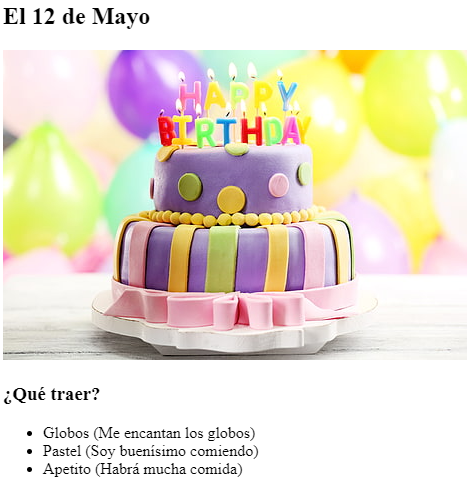 El 12 de Mayo
HAPPY
BIRTHDAY
¿Qué traer?
Globos (Me encantan los globos)
Pastel (Soy buenísimo comiendo)
Apetito (Habrá mucha comida)